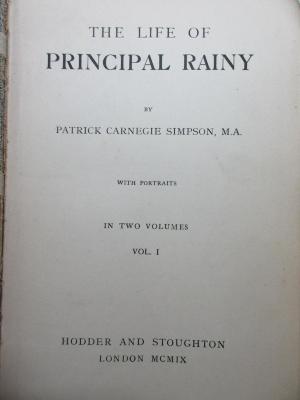 THE LIFE OF
PRINCIPAL RAINY
BY
PATRICK CARNEGIE SIMPSON, M.A.
WITH PORTRAITS
IN TWO VOLUMES
VOL. I
HODDER AND STOUGHTON
LONDON MCMIX